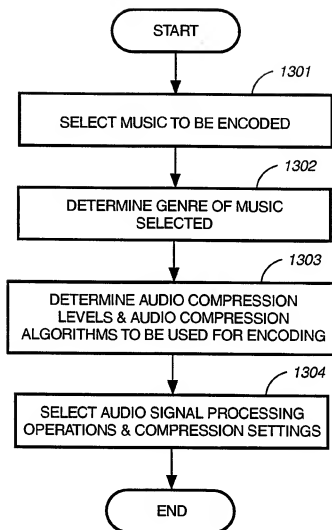 START
1301
SELECT MUSIC TO BE ENCODED
1302
DETERMINE GENRE OF MUSIC
SELECTED
1303
DETERMINE AUDIO COMPRESSION
LEVELS & AUDIO COMPRESSION
ALGORITHMS TO BE USED FOR ENCODING
1304
SELECT AUDIO SIGNAL PROCESSING
OPERATIONS & COMPRESSION SETTINGS
END